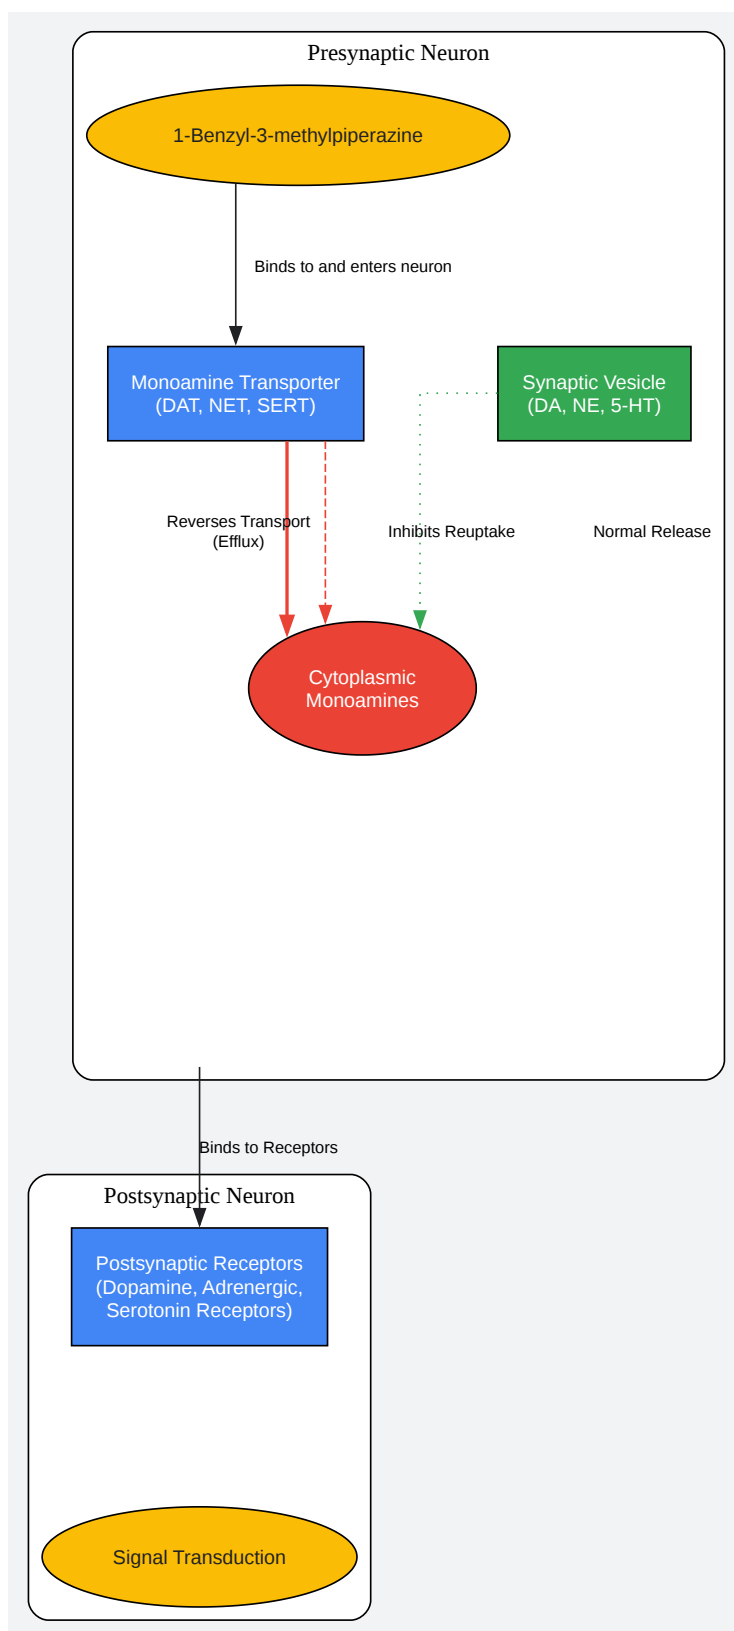 Presynaptic Neuron
1-Benzyl-3-methylpiperazine
Binds to and enters neuron
Monoamine Transporter
(DAT, NET, SERT)
Synaptic Vesicle
(DA, NE, 5-HT)
Reverses Transport
(Efflux)
Inhibits Reuptake
Normal Release
Cytoplasmic
Monoamines
Binds to Receptors
Postsynaptic Neuron
Postsynaptic Receptors
(Dopamine, Adrenergic,
Serotonin Receptors)
Signal Transduction